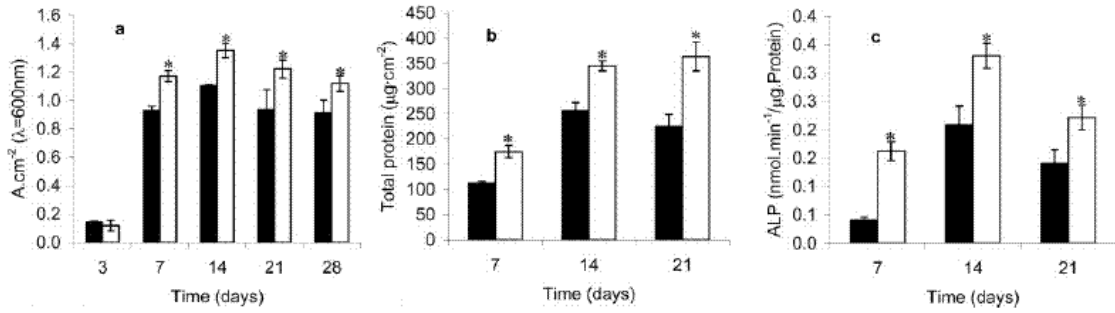 a
A.cm⁻² (λ=600nm)
1.6
1.4
1.2
1.0
0.8
0.6
0.4
0.2
0.0
* * * *
3 7 14 21 28
Time (days)
b
Total protein (μg·cm⁻²)
450
400
350
300
250
200
150
100
50
0
* * *
7 14 21
Time (days)
c
ALP (nmol.min⁻¹/μg.Protein)
0.4
0.4
0.3
0.3
0.2
0.2
0.1
0.1
0.0
* * *
7 14 21
Time (days)